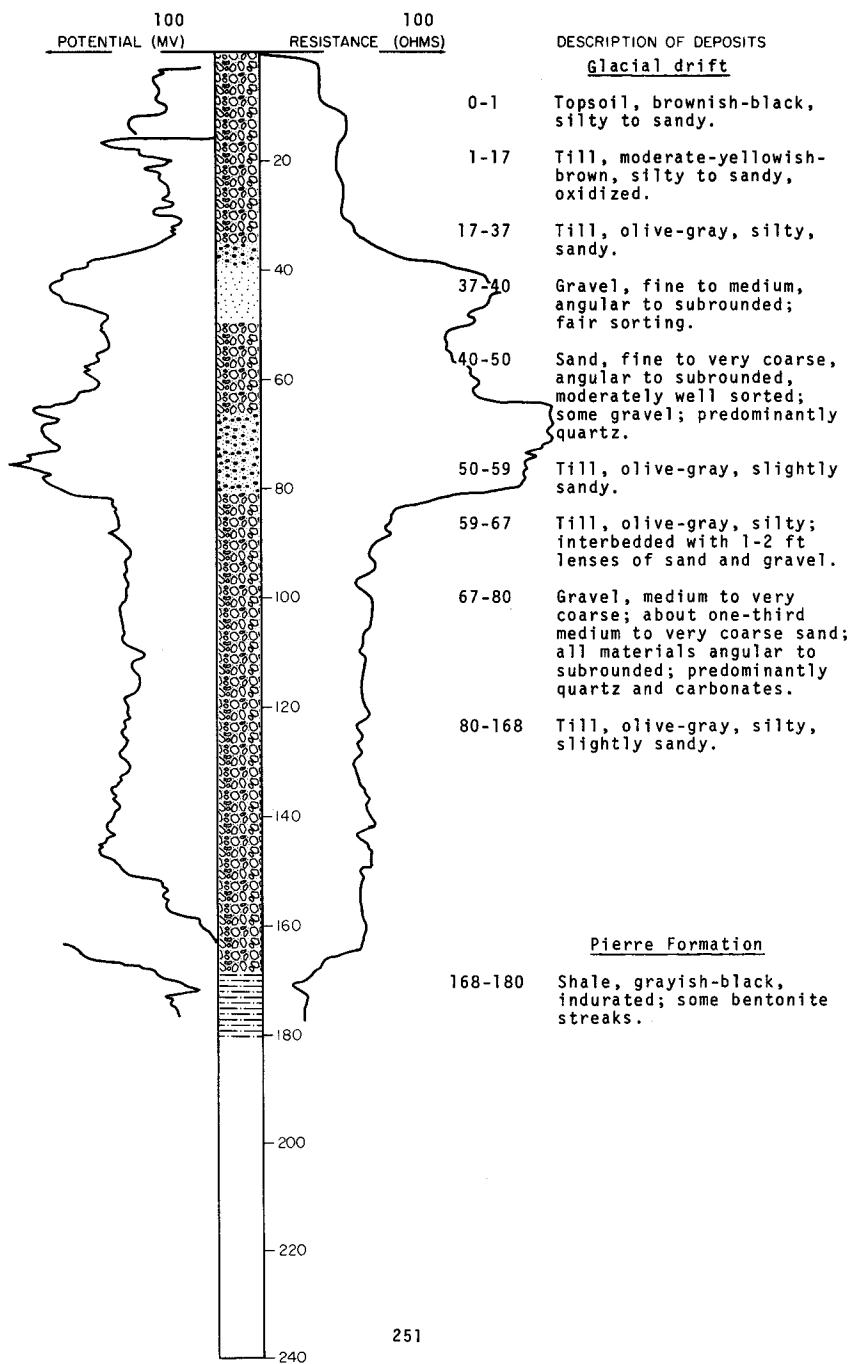 100 100
POTENTIAL (MV) RESISTANCE (OHMS) DESCRIPTION OF DEPOSITS
Glacial drift
0-1 Topsoil, brownish-black,
silty to sandy.
1-17 Till, moderate-yellowish-
brown, silty to sandy,
oxidized.
17-37 Till, olive-gray, silty,
sandy.
37-40 Gravel, fine to medium,
angular to subrounded;
fair sorting.
40-50 Sand, fine to very coarse,
angular to subrounded,
moderately well sorted;
some gravel; predominantly
quartz.
50-59 Till, olive-gray, slightly
sandy.
59-67 Till, olive-gray, silty;
interbedded with 1-2 ft
lenses of sand and gravel.
67-80 Gravel, medium to very
coarse; about one-third
medium to very coarse sand;
all materials angular to
subrounded; predominantly
quartz and carbonates.
80-168 Till, olive-gray, silty,
slightly sandy.
Pierre Formation
168-180 Shale, grayish-black,
indurated; some bentonite
streaks.
20
40
60
80
100
120
140
160
180
200
220
240
251